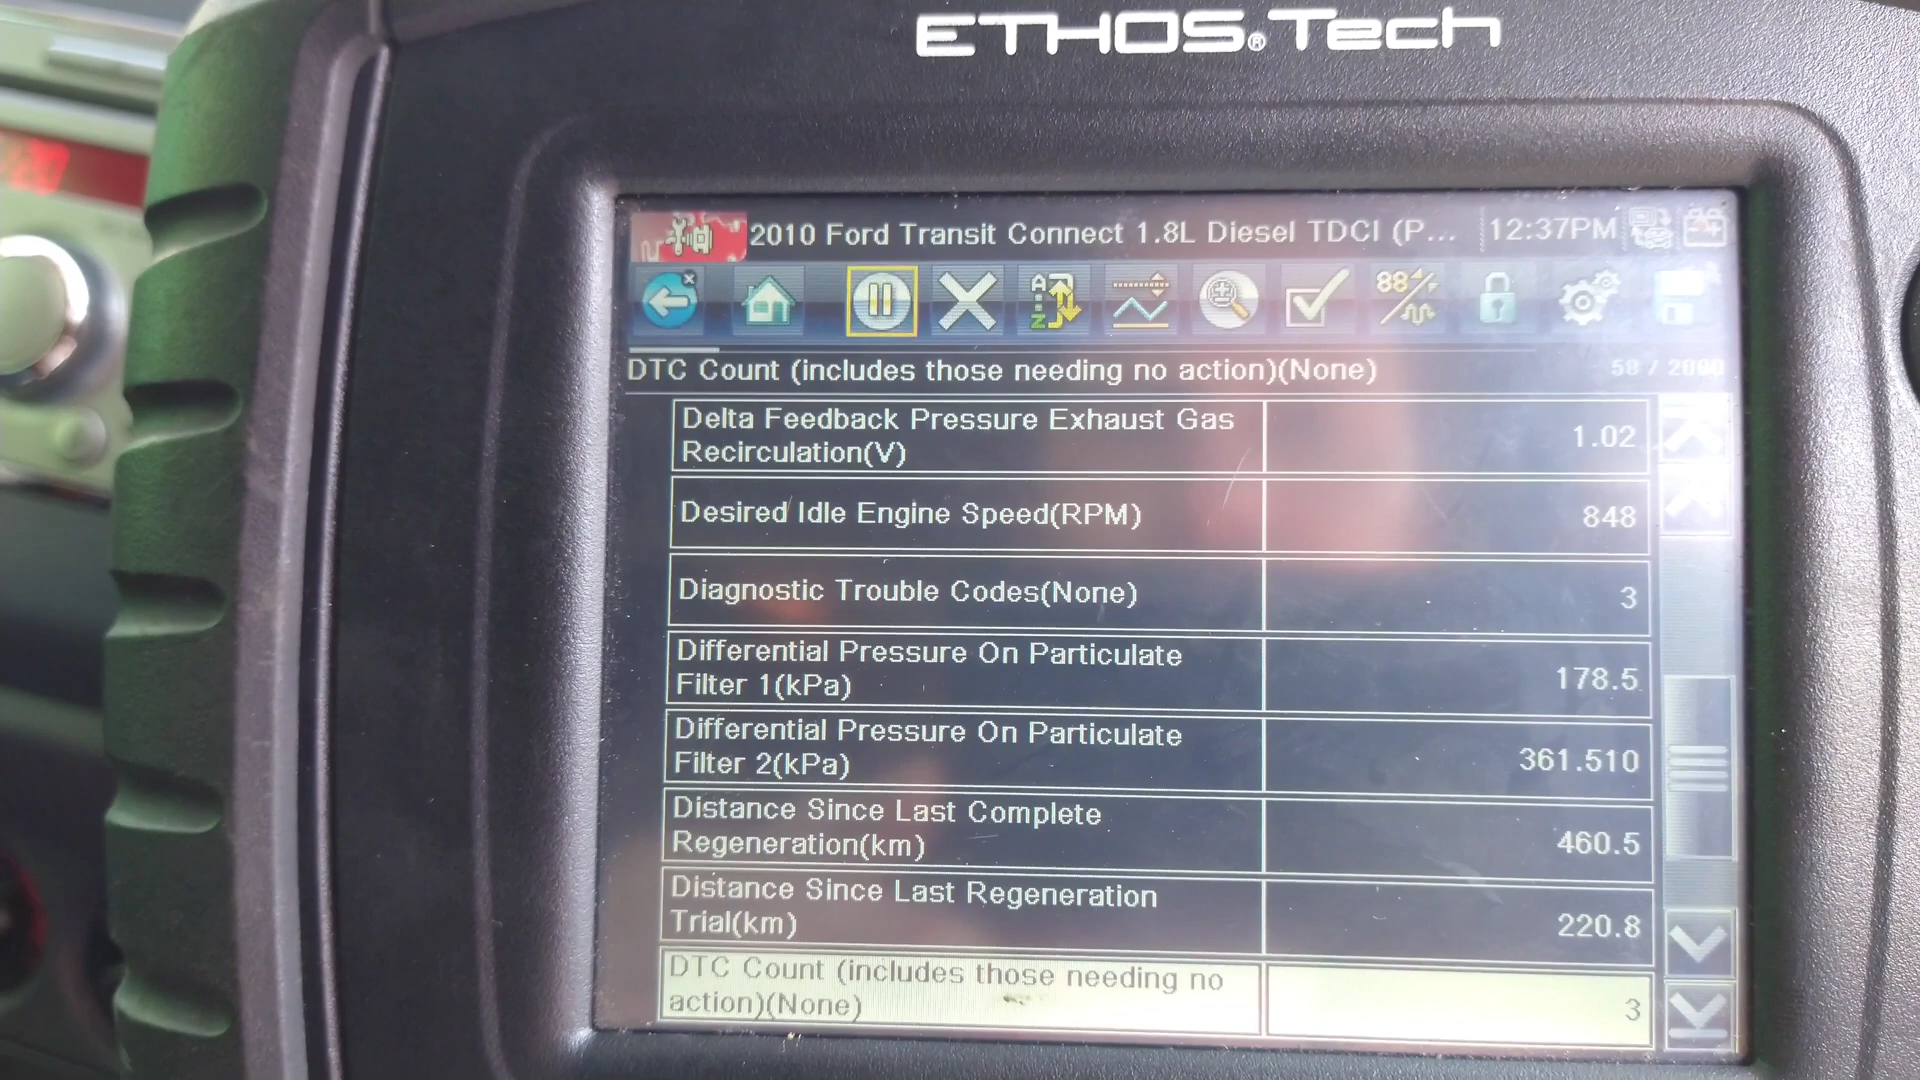 ETHOS® Tech
2010 Ford Transit Connect 1.8L Diesel TDCI (P... 12:37PM
DTC Count (includes those needing no action)(None) 58 / 2000
Delta Feedback Pressure Exhaust Gas
Recirculation(V)
1.02
Desired Idle Engine Speed(RPM)
848
Diagnostic Trouble Codes(None)
3
Differential Pressure On Particulate
Filter 1(kPa)
178.5
Differential Pressure On Particulate
Filter 2(kPa)
361.510
Distance Since Last Complete
Regeneration(km)
460.5
Distance Since Last Regeneration
Trial(km)
220.8
DTC Count (includes those needing no
action)(None)
3